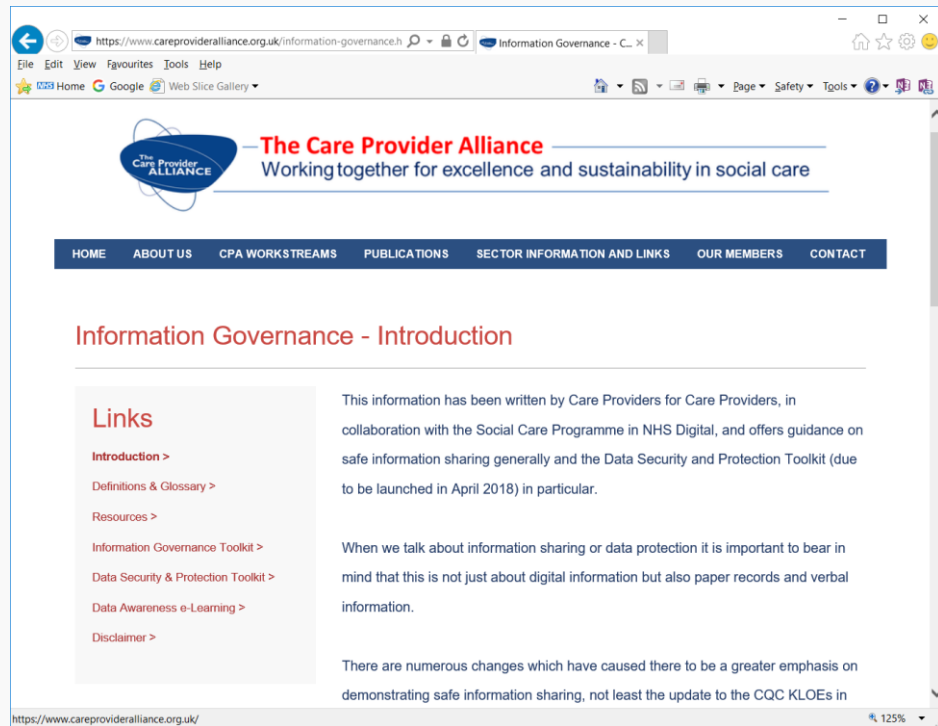 https://www.careprovideralliance.org.uk/information-governance.h
Information Governance - C...
File Edit View Favourites Tools Help
NHS Home Google Web Slice Gallery
Page Safety Tools
The Care Provider ALLIANCE
The Care Provider Alliance
Working together for excellence and sustainability in social care
HOME ABOUT US CPA WORKSTREAMS PUBLICATIONS SECTOR INFORMATION AND LINKS OUR MEMBERS CONTACT
Information Governance - Introduction
Links
Introduction >
Definitions & Glossary >
Resources >
Information Governance Toolkit >
Data Security & Protection Toolkit >
Data Awareness e-Learning >
Disclaimer >
This information has been written by Care Providers for Care Providers, in
collaboration with the Social Care Programme in NHS Digital, and offers guidance on
safe information sharing generally and the Data Security and Protection Toolkit (due
to be launched in April 2018) in particular.
When we talk about information sharing or data protection it is important to bear in
mind that this is not just about digital information but also paper records and verbal
information.
There are numerous changes which have caused there to be a greater emphasis on
demonstrating safe information sharing, not least the update to the CQC KLOEs in
https://www.careprovideralliance.org.uk/
125%